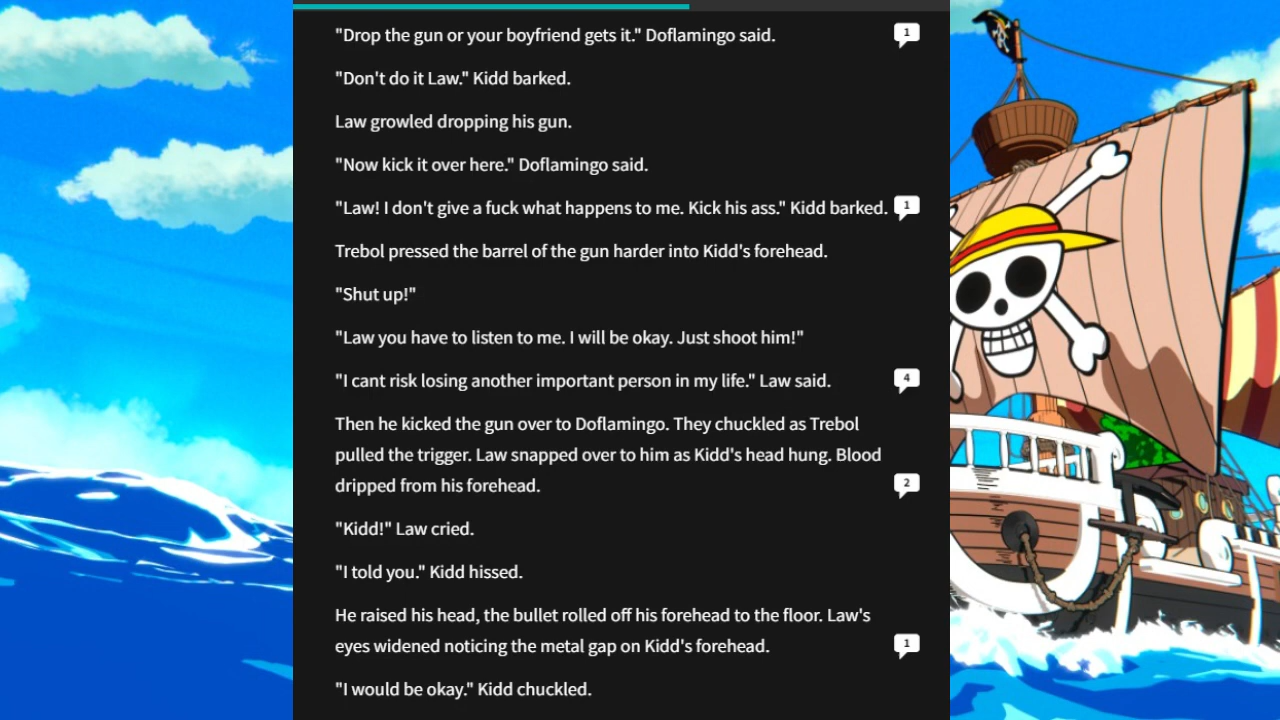 "Drop the gun or your boyfriend gets it." Doflamingo said.
1
"Don't do it Law." Kidd barked.
Law growled dropping his gun.
"Now kick it over here." Doflamingo said.
"Law! I don't give a fuck what happens to me. Kick his ass." Kidd barked.
1
Trebol pressed the barrel of the gun harder into Kidd's forehead.
"Shut up!"
"Law you have to listen to me. I will be okay. Just shoot him!"
"I cant risk losing another important person in my life." Law said.
4
Then he kicked the gun over to Doflamingo. They chuckled as Trebol
pulled the trigger. Law snapped over to him as Kidd's head hung. Blood
dripped from his forehead.
2
"Kidd!" Law cried.
"I told you." Kidd hissed.
He raised his head, the bullet rolled off his forehead to the floor. Law's
eyes widened noticing the metal gap on Kidd's forehead.
1
"I would be okay." Kidd chuckled.